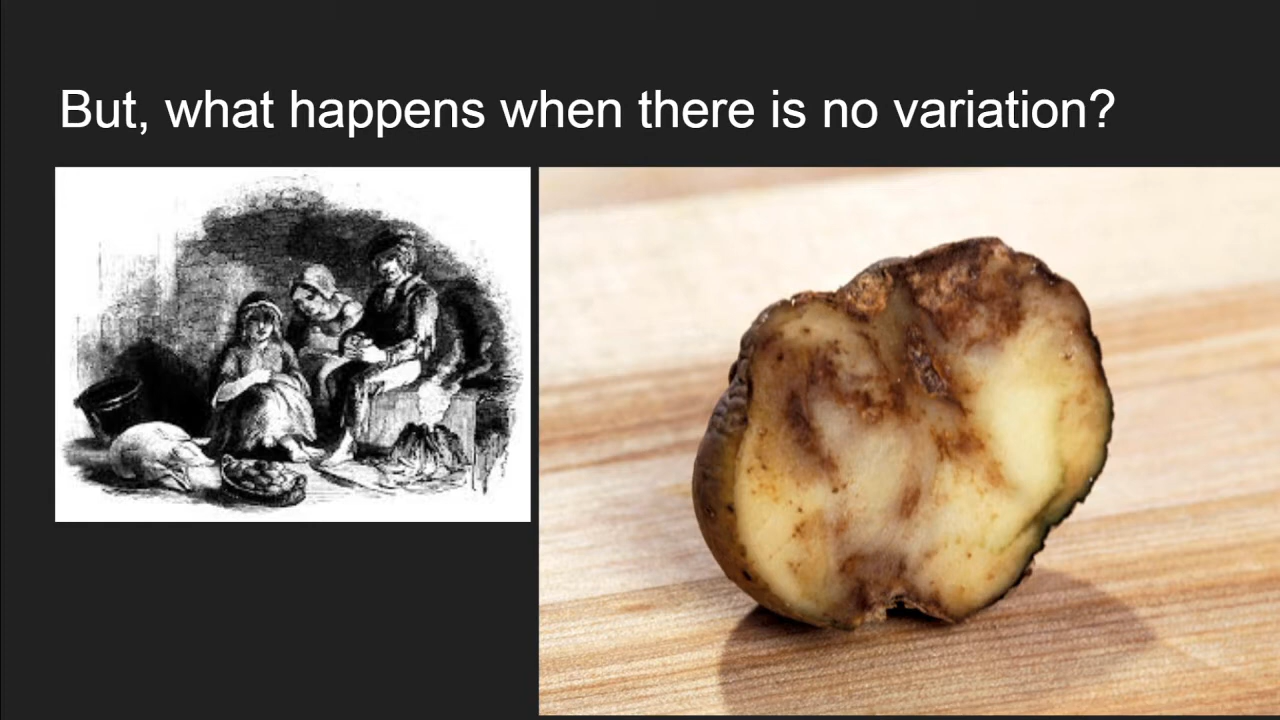 But, what happens when there is no variation?